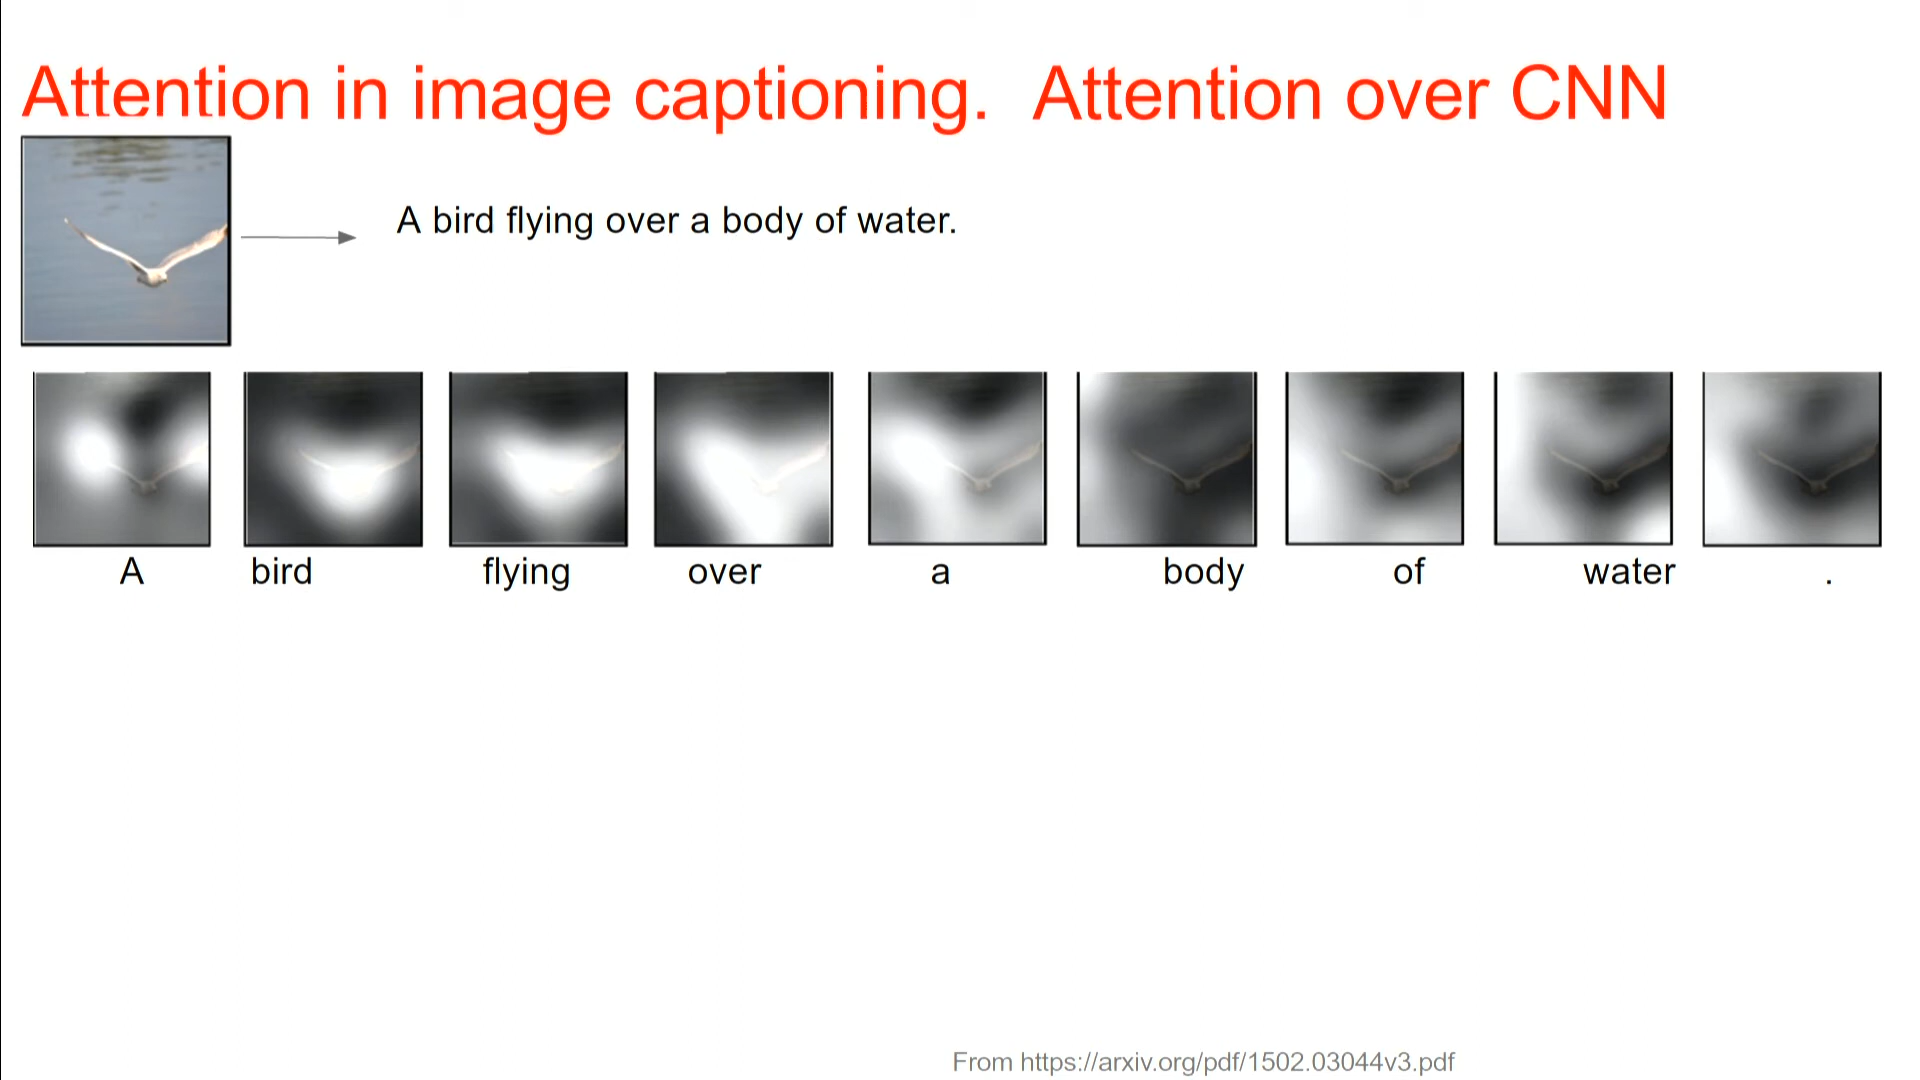 Attention in image captioning. Attention over CNN
A bird flying over a body of water.
A bird flying over a body of water .
From https://arxiv.org/pdf/1502.03044v3.pdf